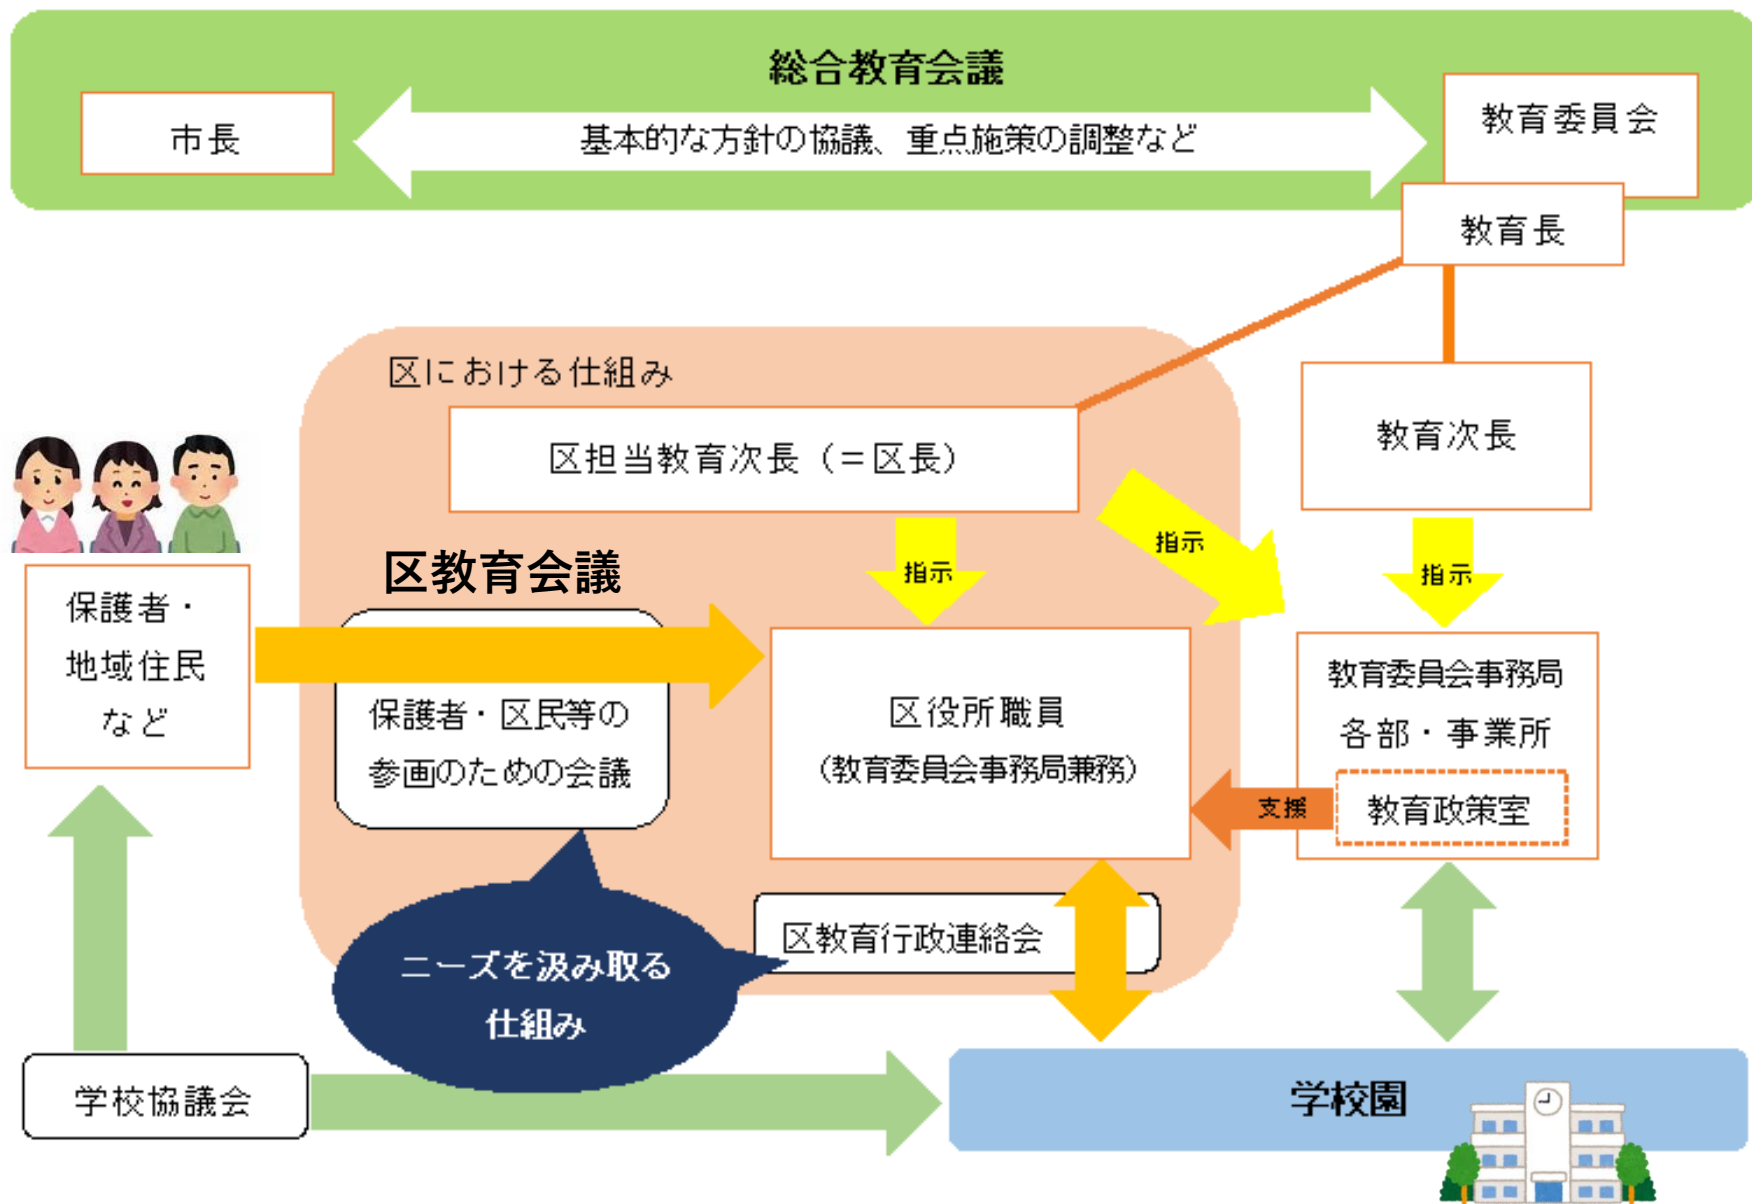 総合教育会議
市長
基本的な方針の協議、重点施策の調整など
教育委員会
教育長
区における仕組み
区担当教育次長（＝区長）
教育次長
指示
指示
指示
区教育会議
保護者・
地域住民
など
保護者・区民等の
参画のための会議
区役所職員
（教育委員会事務局兼務）
教育委員会事務局
各部・事業所
教育政策室
支援
区教育行政連絡会
ニーズを汲み取る
仕組み
学校協議会
学校園